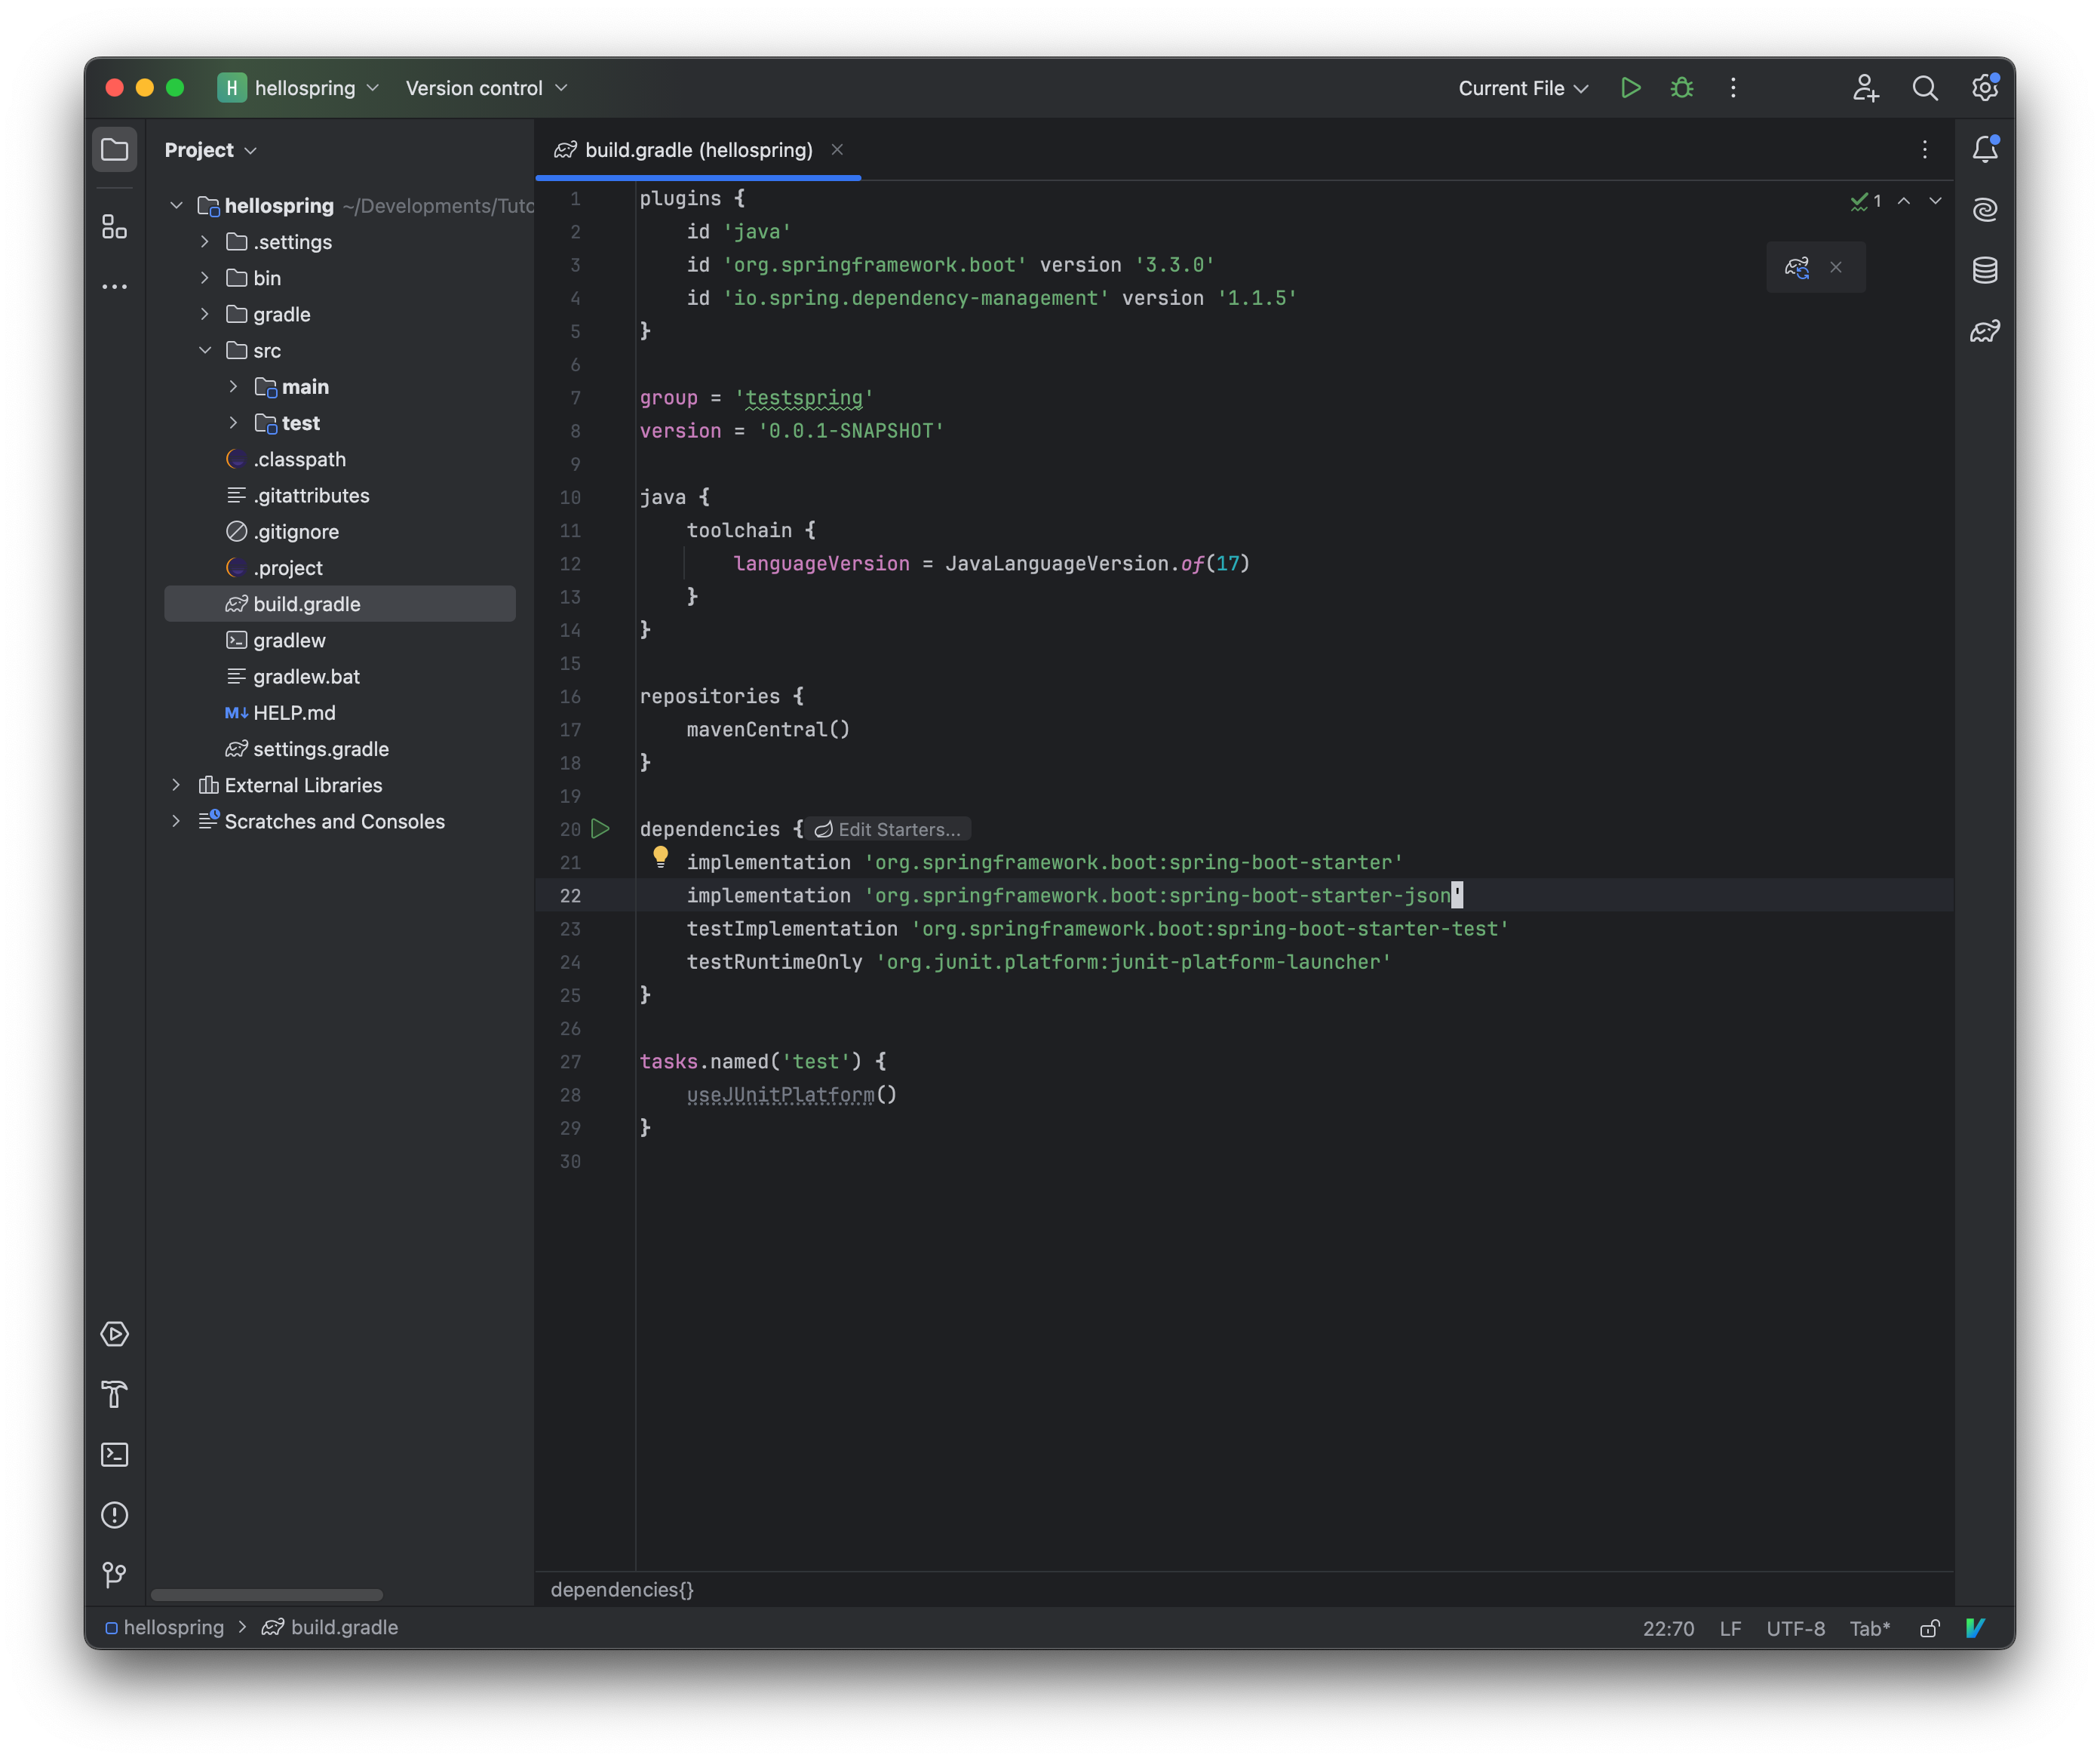 H hellospring Version control Current File
Project
build.gradle (hellospring)
hellospring ~/Developments/Tuto
.settings
bin
gradle
src
main
test
.classpath
.gitattributes
.gitignore
.project
build.gradle
gradlew
gradlew.bat
M↓ HELP.md
settings.gradle
External Libraries
Scratches and Consoles
1 plugins {
2     id 'java'
3     id 'org.springframework.boot' version '3.3.0'
4     id 'io.spring.dependency-management' version '1.1.5'
5 }
6
7 group = 'testspring'
8 version = '0.0.1-SNAPSHOT'
9
10 java {
11     toolchain {
12         languageVersion = JavaLanguageVersion.of(17)
13     }
14 }
15
16 repositories {
17     mavenCentral()
18 }
19
20 dependencies { Edit Starters...
21     implementation 'org.springframework.boot:spring-boot-starter'
22     implementation 'org.springframework.boot:spring-boot-starter-json'
23     testImplementation 'org.springframework.boot:spring-boot-starter-test'
24     testRuntimeOnly 'org.junit.platform:junit-platform-launcher'
25 }
26
27 tasks.named('test') {
28     useJUnitPlatform()
29 }
30
1
dependencies{}
hellospring > build.gradle 22:70 LF UTF-8 Tab*